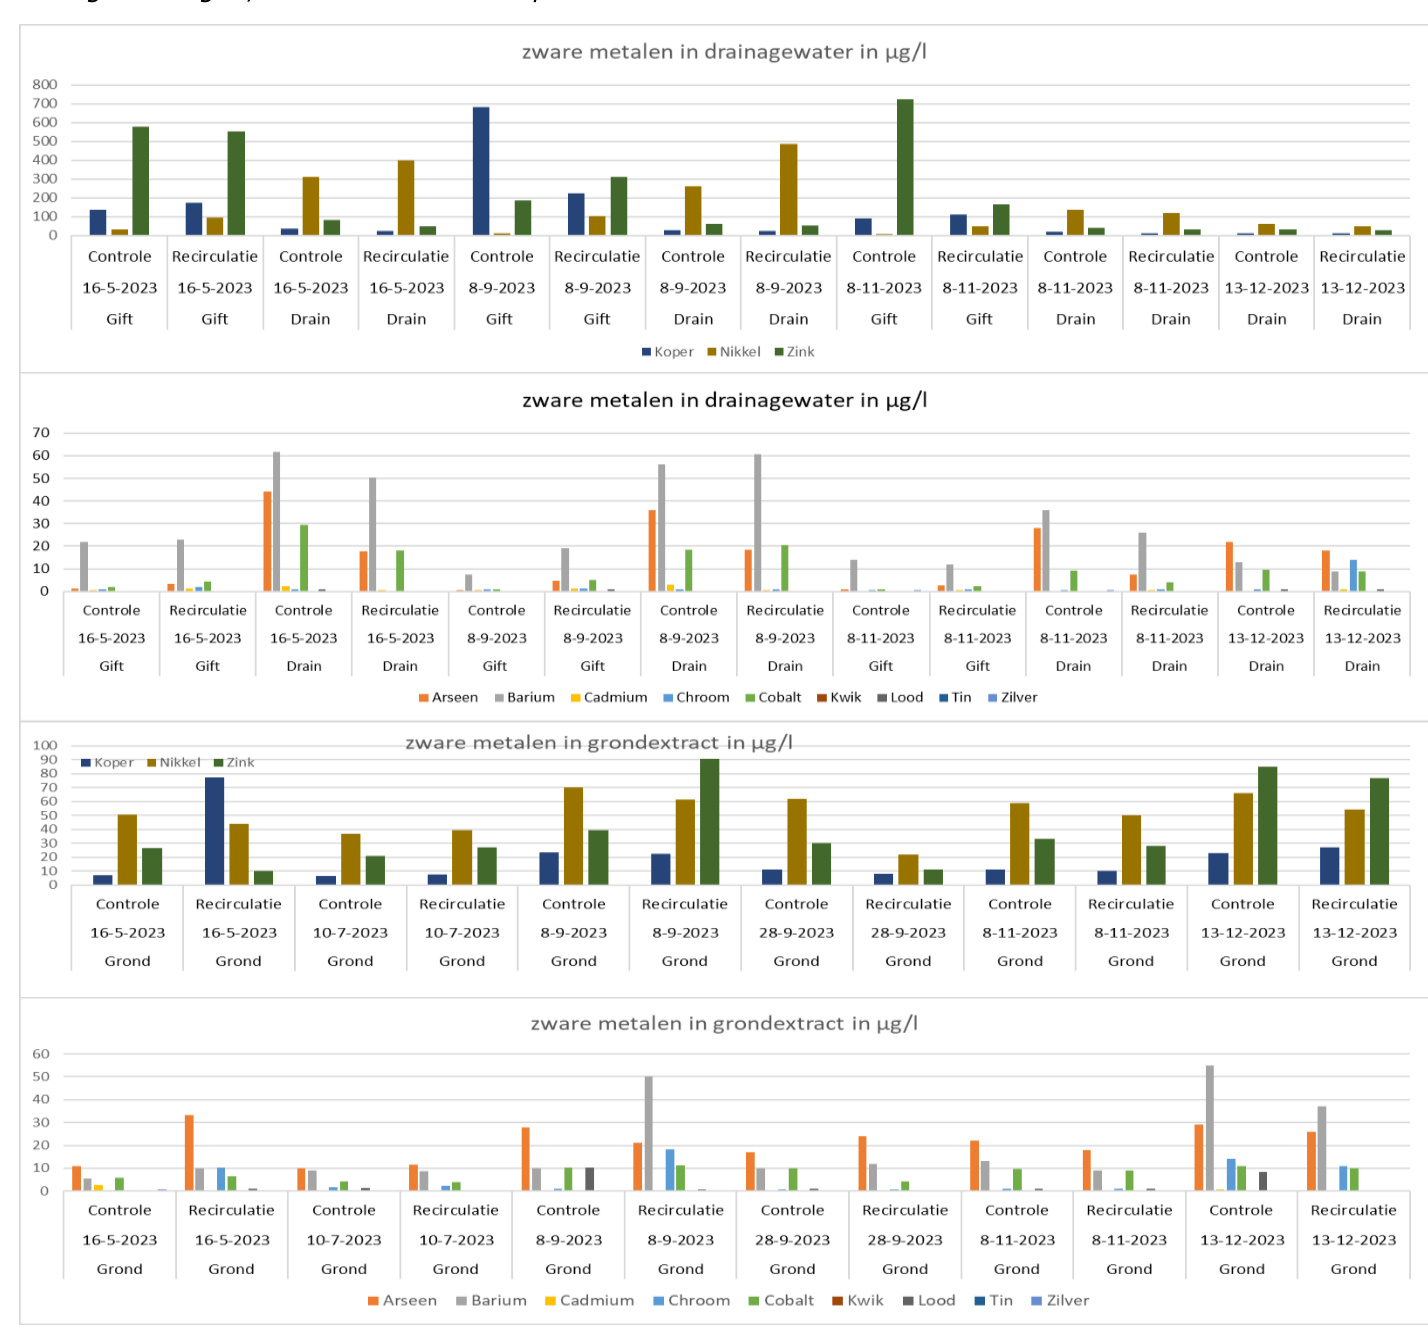 zware metalen in drainagewater in µg/l
800
700
600
500
400
300
200
100
0
Controle Recirculatie Controle Recirculatie Controle Recirculatie Controle Recirculatie Controle Recirculatie Controle Recirculatie Controle Recirculatie
16-5-2023 16-5-2023 16-5-2023 16-5-2023 8-9-2023 8-9-2023 8-9-2023 8-9-2023 8-11-2023 8-11-2023 8-11-2023 8-11-2023 13-12-2023 13-12-2023
Gift Gift Drain Drain Gift Gift Drain Drain Gift Gift Drain Drain Drain Drain
Koper Nikkel Zink
zware metalen in drainagewater in µg/l
70
60
50
40
30
20
10
0
Controle Recirculatie Controle Recirculatie Controle Recirculatie Controle Recirculatie Controle Recirculatie Controle Recirculatie Controle Recirculatie
16-5-2023 16-5-2023 16-5-2023 16-5-2023 8-9-2023 8-9-2023 8-9-2023 8-9-2023 8-11-2023 8-11-2023 8-11-2023 8-11-2023 13-12-2023 13-12-2023
Gift Gift Drain Drain Gift Gift Drain Drain Gift Gift Drain Drain Drain Drain
Arseen Barium Cadmium Chroom Cobalt Kwik Lood Tin Zilver
zware metalen in grondextract in µg/l
100
90
Koper Nikkel Zink
80
70
60
50
40
30
20
10
0
Controle Recirculatie Controle Recirculatie Controle Recirculatie Controle Recirculatie Controle Recirculatie Controle Recirculatie
16-5-2023 16-5-2023 10-7-2023 10-7-2023 8-9-2023 8-9-2023 28-9-2023 28-9-2023 8-11-2023 8-11-2023 13-12-2023 13-12-2023
Grond Grond Grond Grond Grond Grond Grond Grond Grond Grond Grond Grond
zware metalen in grondextract in µg/l
60
50
40
30
20
10
0
Controle Recirculatie Controle Recirculatie Controle Recirculatie Controle Recirculatie Controle Recirculatie Controle Recirculatie
16-5-2023 16-5-2023 10-7-2023 10-7-2023 8-9-2023 8-9-2023 28-9-2023 28-9-2023 8-11-2023 8-11-2023 13-12-2023 13-12-2023
Grond Grond Grond Grond Grond Grond Grond Grond Grond Grond Grond Grond
Arseen Barium Cadmium Chroom Cobalt Kwik Lood Tin Zilver